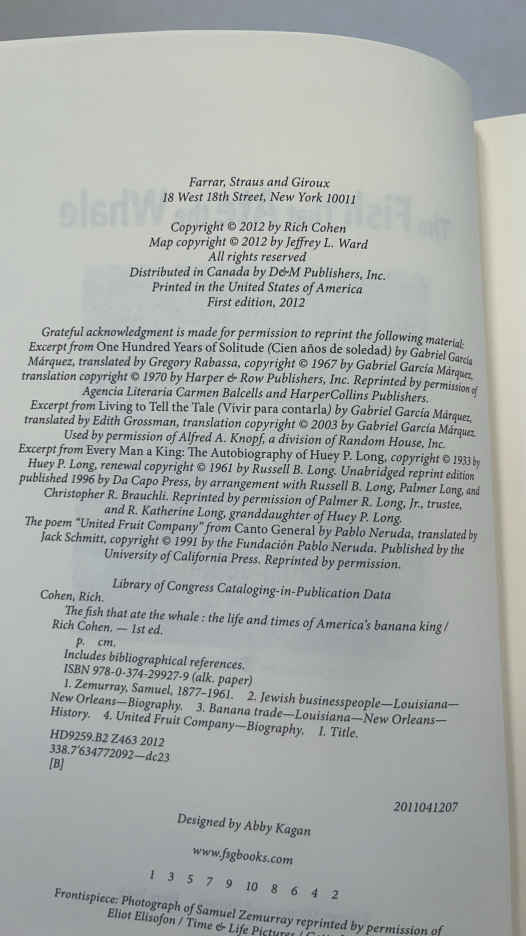 Farrar, Straus and Giroux
18 West 18th Street, New York 10011
Copyright © 2012 by Rich Cohen
Map copyright © 2012 by Jeffrey L. Ward
All rights reserved
Distributed in Canada by D&M Publishers, Inc.
Printed in the United States of America
First edition, 2012
Grateful acknowledgment is made for permission to reprint the following material:
Excerpt from One Hundred Years of Solitude (Cien años de soledad) by Gabriel García
Márquez, translated by Gregory Rabassa, copyright © 1967 by Gabriel García Márquez,
translation copyright © 1970 by Harper & Row Publishers, Inc. Reprinted by permission of
Agencia Literaria Carmen Balcells and HarperCollins Publishers.
Excerpt from Living to Tell the Tale (Vivir para contarla) by Gabriel García Márquez,
translated by Edith Grossman, translation copyright © 2003 by Gabriel García Márquez.
Used by permission of Alfred A. Knopf, a division of Random House, Inc.
Excerpt from Every Man a King: The Autobiography of Huey P. Long, copyright © 1933 by
Huey P. Long, renewal copyright © 1961 by Russell B. Long. Unabridged reprint edition
published 1996 by Da Capo Press, by arrangement with Russell B. Long, Palmer Long, and
Christopher R. Brauchli. Reprinted by permission of Palmer R. Long, Jr., trustee,
and R. Katherine Long, granddaughter of Huey P. Long.
The poem "United Fruit Company" from Canto General by Pablo Neruda, translated by
Jack Schmitt, copyright © 1991 by the Fundación Pablo Neruda. Published by the
University of California Press. Reprinted by permission.
Library of Congress Cataloging-in-Publication Data
Cohen, Rich.
The fish that ate the whale : the life and times of America's banana king /
Rich Cohen. — 1st ed.
p. cm.
Includes bibliographical references.
ISBN 978-0-374-29927-9 (alk. paper)
1. Zemurray, Samuel, 1877–1961. 2. Jewish businesspeople—Louisiana—
New Orleans—Biography. 3. Banana trade—Louisiana—New Orleans—
History. 4. United Fruit Company—Biography. I. Title.
HD9259.B2 Z463 2012
338.7'634772092—dc23
[B]
2011041207
Designed by Abby Kagan
www.fsgbooks.com
1 3 5 7 9 10 8 6 4 2
Frontispiece: Photograph of Samuel Zemurray reprinted by permission of
Eliot Elisofon / Time & Life Pictures /